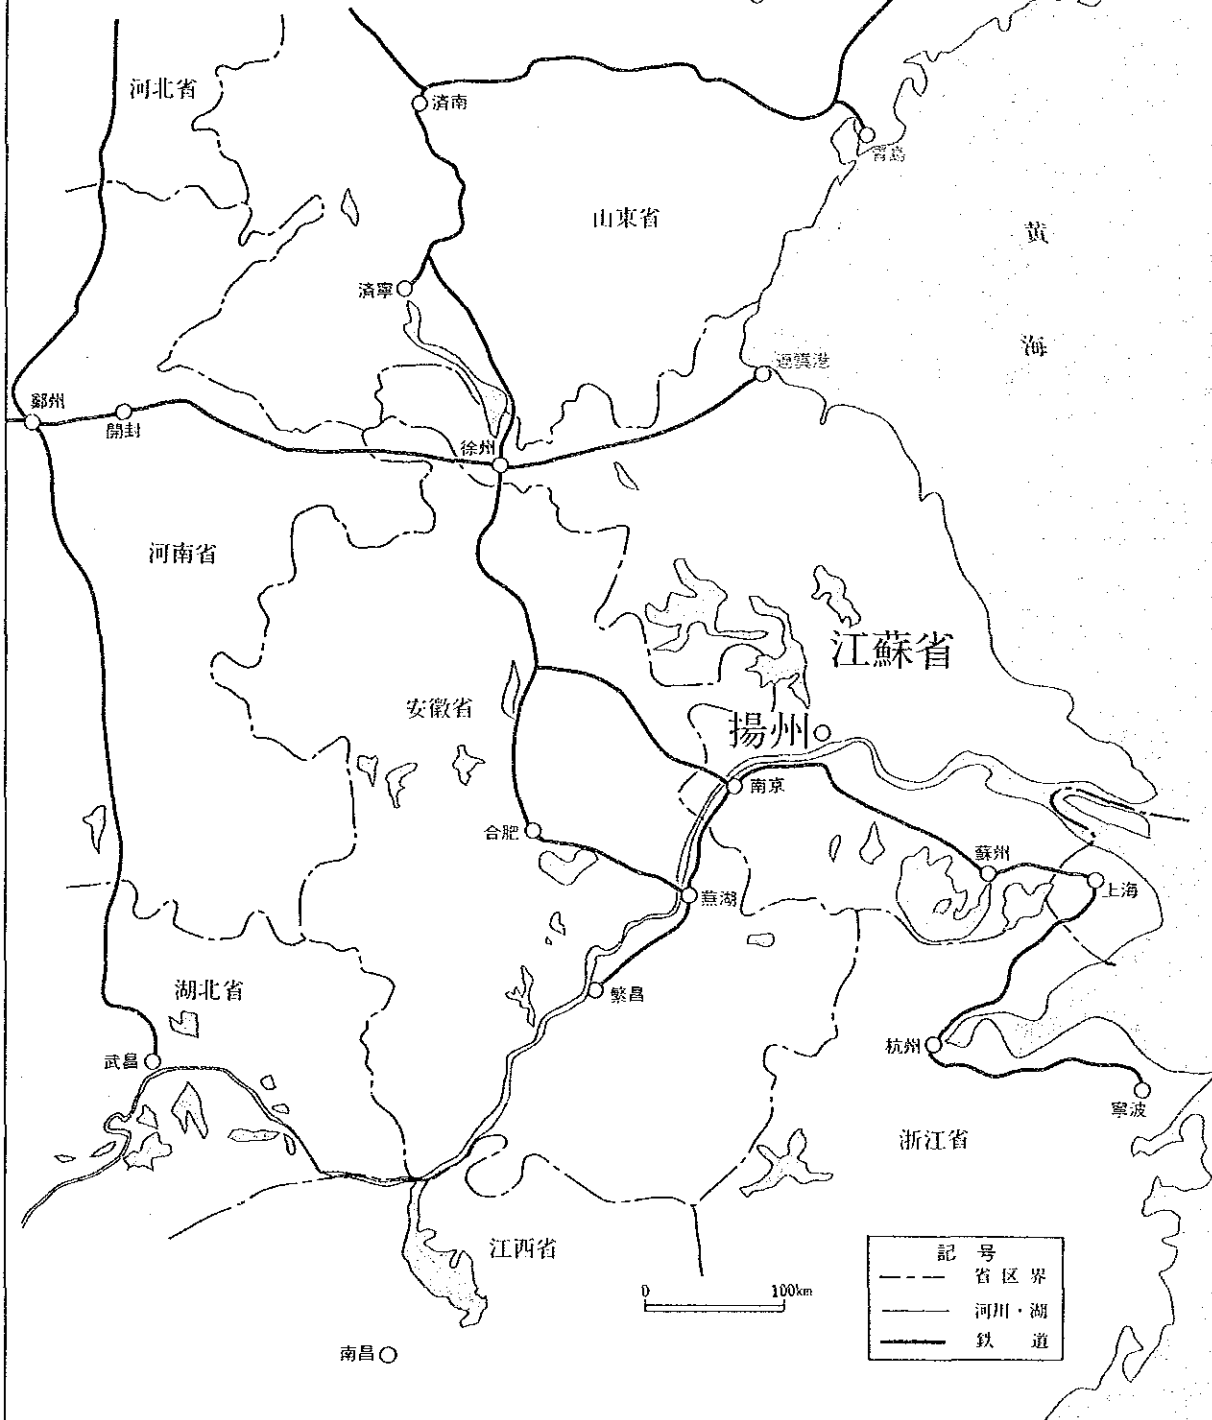 河北省
済南
青島
山東省
黄
海
済寧
連雲港
鄭州
開封
徐州
河南省
江蘇省
安徽省
揚州
南京
合肥
蘇州
蕪湖
上海
湖北省
繁昌
武昌
杭州
寧波
浙江省
江西省
記 号
省区界
河川・湖
鉄 道
0 100km
南昌